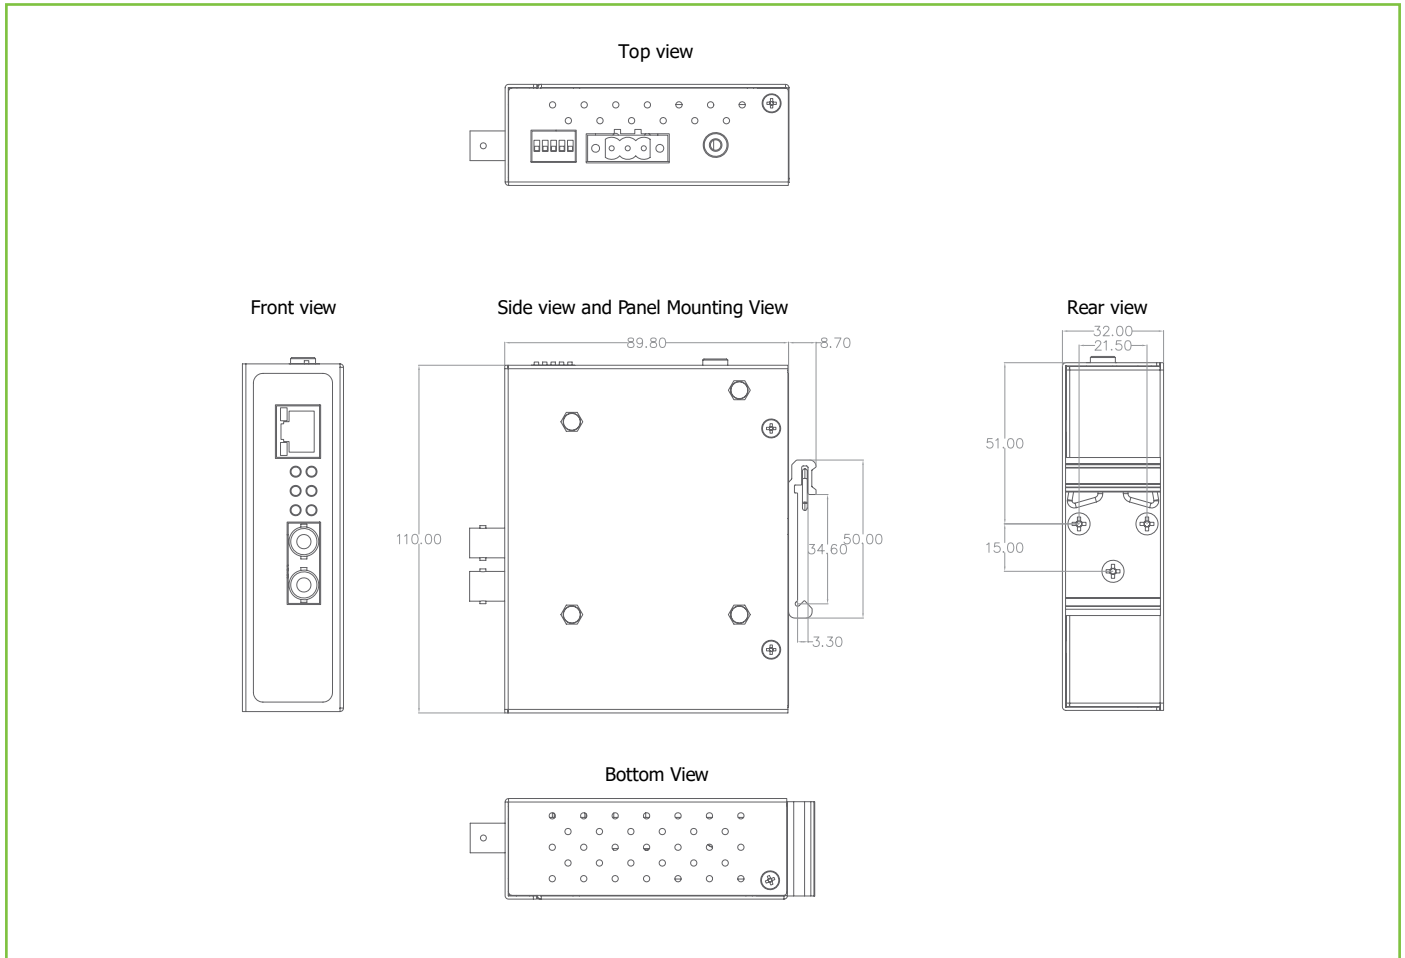 Top view
Front view
Side view and Panel Mounting View
Rear view
89.80
8.70
32.00
21.50
51.00
110.00
34.60
50.00
15.00
3.30
Bottom View